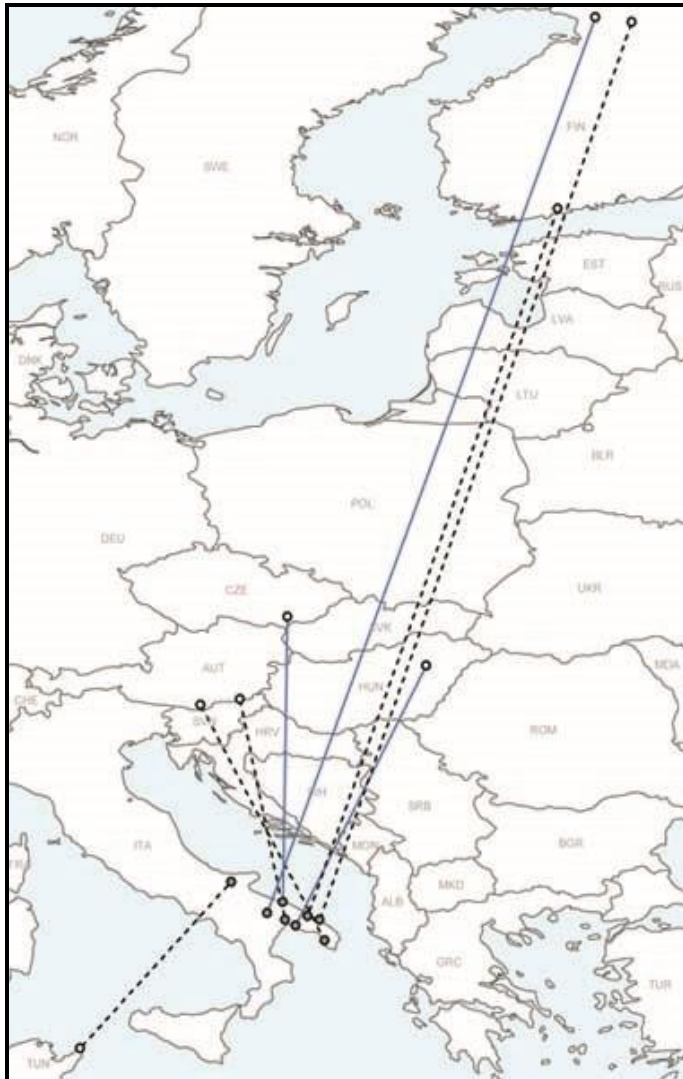 FIN
NOR
SWE
EST
RUS
LVA
DNK
LTU
BLR
POL
DEU
UKR
CZE
SVK
AUT
MDA
HUN
CHE
SVN
ROM
HRV
BIH
SRB
ITA
MON
BGR
MKD
ALB
GRC
TUR
TUN